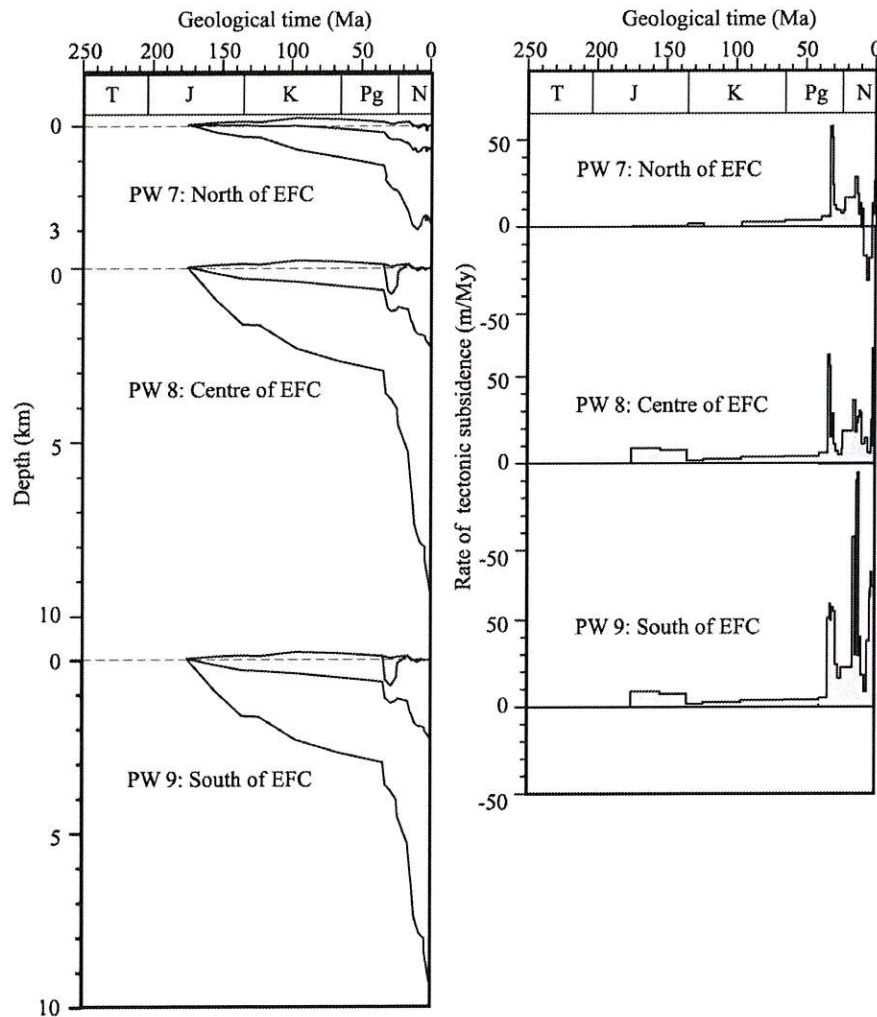 Geological time (Ma)
250 200 150 100 50 0
T J K Pg N
0
PW 7: North of EFC
3
0
PW 8: Centre of EFC
5
10
0
PW 9: South of EFC
5
10
Depth (km)
Geological time (Ma)
250 200 150 100 50 0
T J K Pg N
50
PW 7: North of EFC
0
-50
50
PW 8: Centre of EFC
0
-50
50
PW 9: South of EFC
0
-50
Rate of tectonic subsidence (m/My)